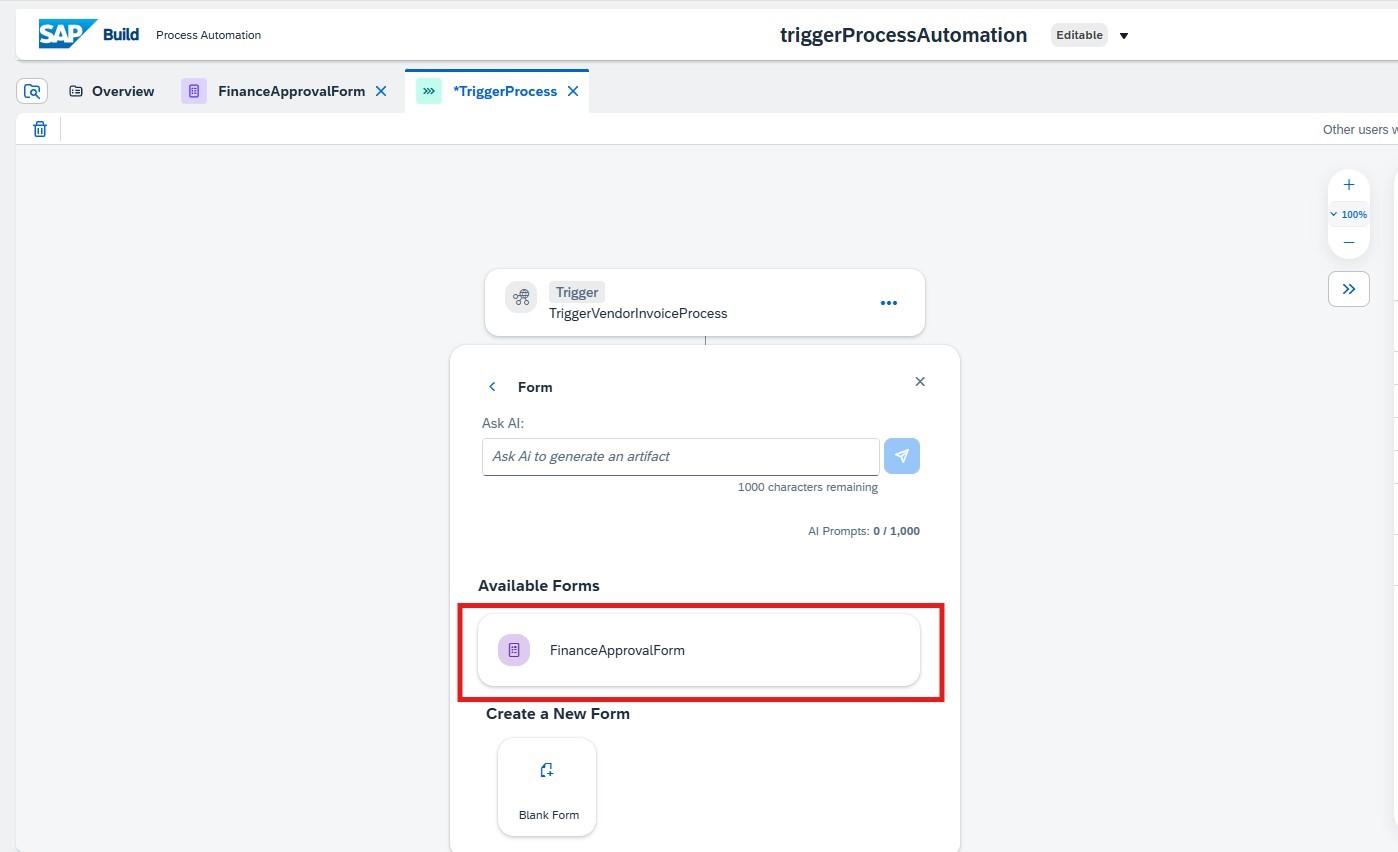 SAP Build Process Automation
triggerProcessAutomation Editable
Overview FinanceApprovalForm *TriggerProcess
Other users w
100%
Trigger
TriggerVendorInvoiceProcess
Form
Ask AI:
Ask Ai to generate an artifact
1000 characters remaining
AI Prompts: 0 / 1,000
Available Forms
FinanceApprovalForm
Create a New Form
Blank Form